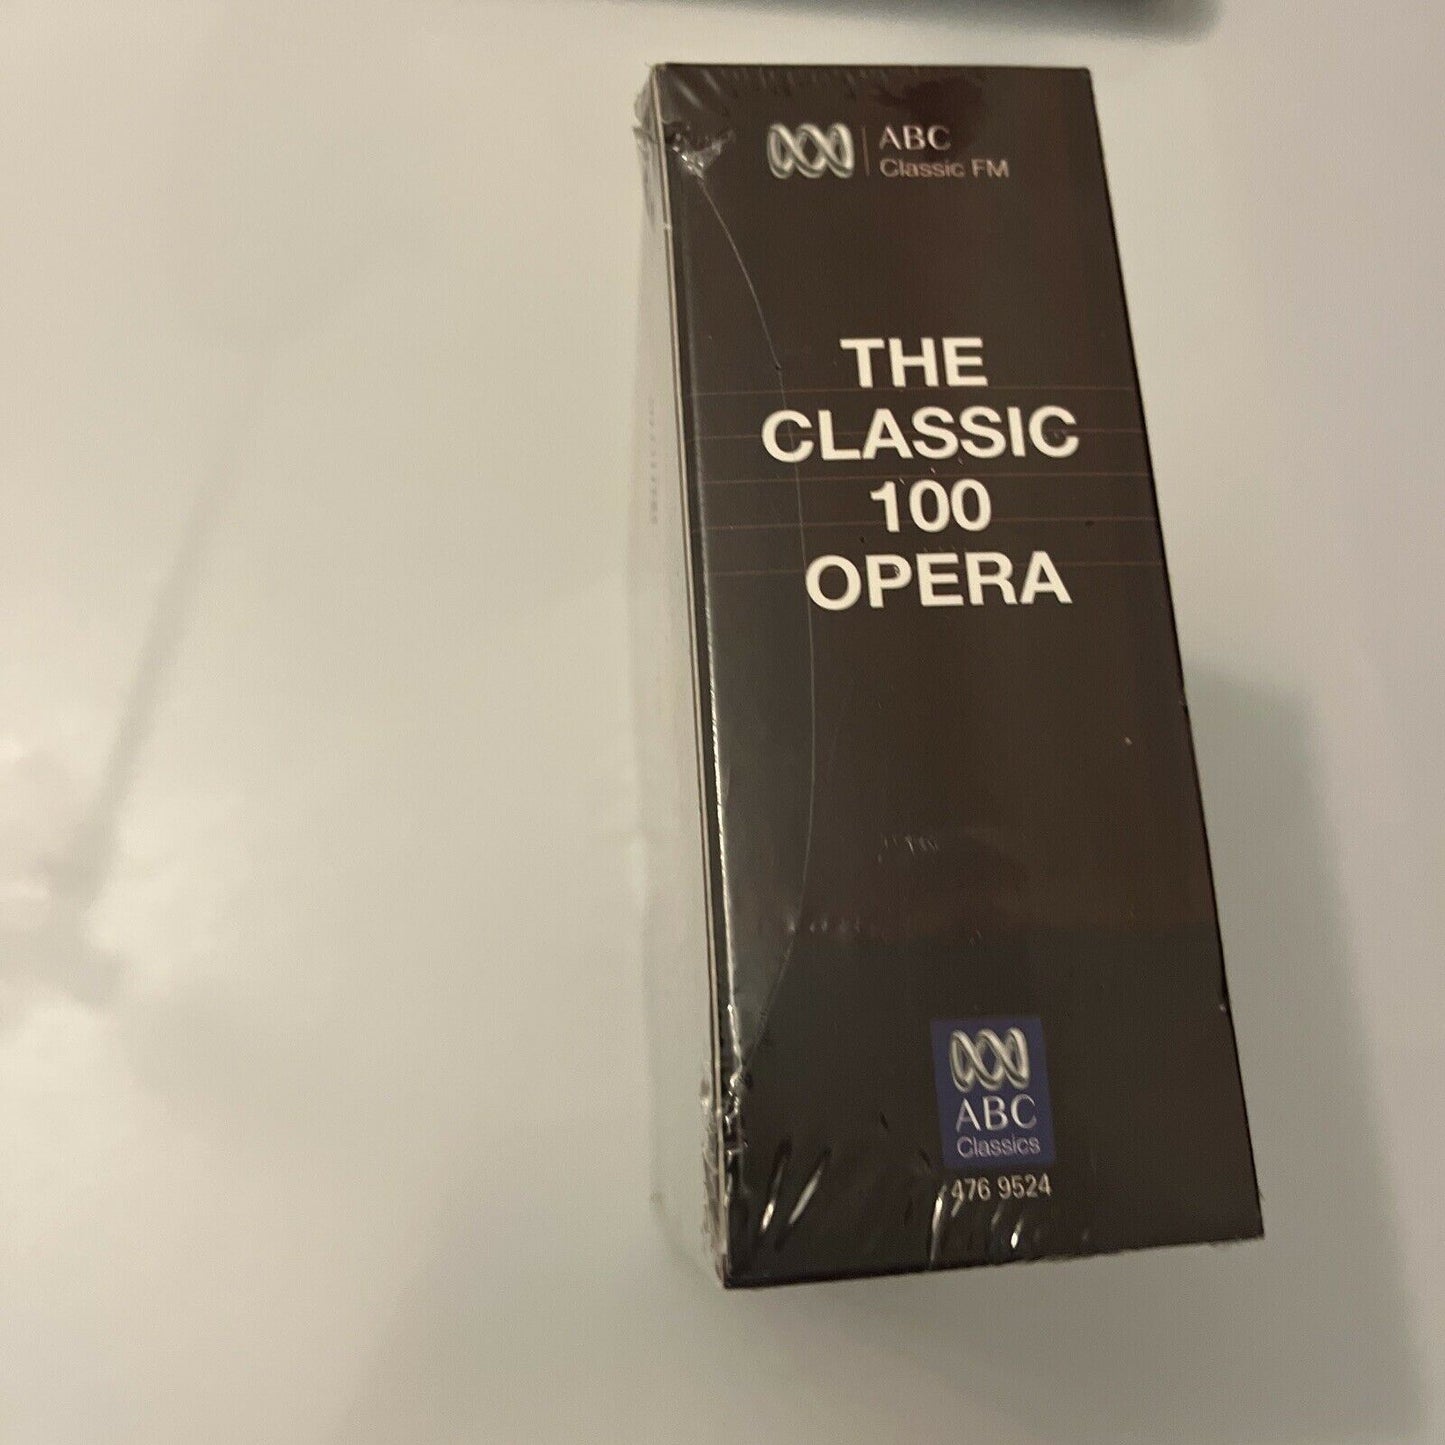 ABC
Classic FM
THE
CLASSIC
100
OPERA
ABC
Classics
476 9524